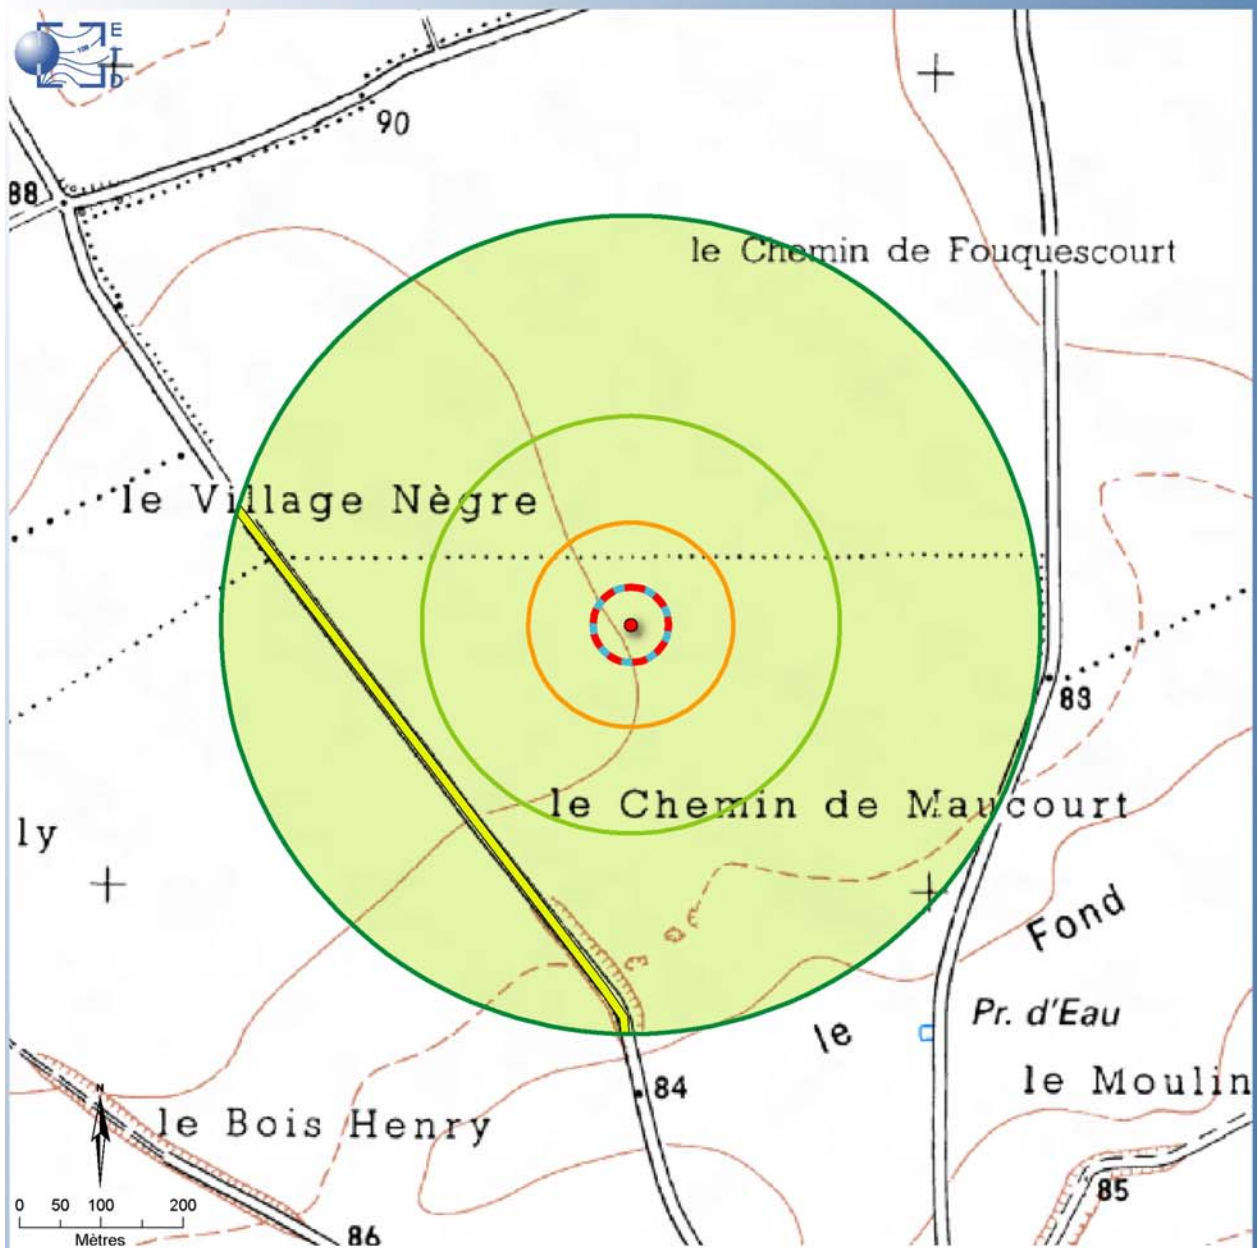 E
T
D
90
88
le Chemin de Fouquescourt
le Village Nègre
83
le Chemin de Maucourt
ly
Fond
le
Pr. d'Eau
84
le Moulin
N
le Bois Henry
85
0 50 100 200
86
Mètres